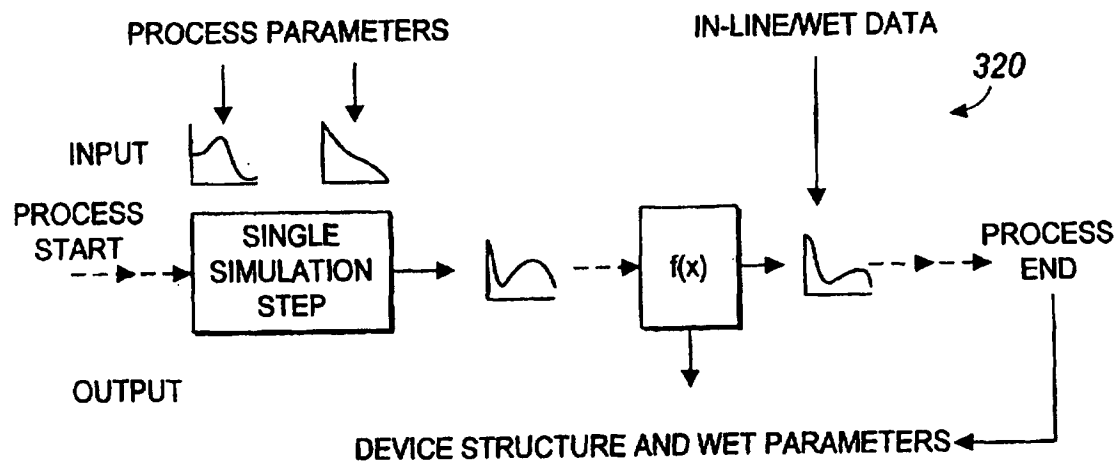 PROCESS PARAMETERS
IN-LINE/WET DATA
320
INPUT
PROCESS
START
SINGLE
SIMULATION
STEP
f(x)
PROCESS
END
OUTPUT
DEVICE STRUCTURE AND WET PARAMETERS